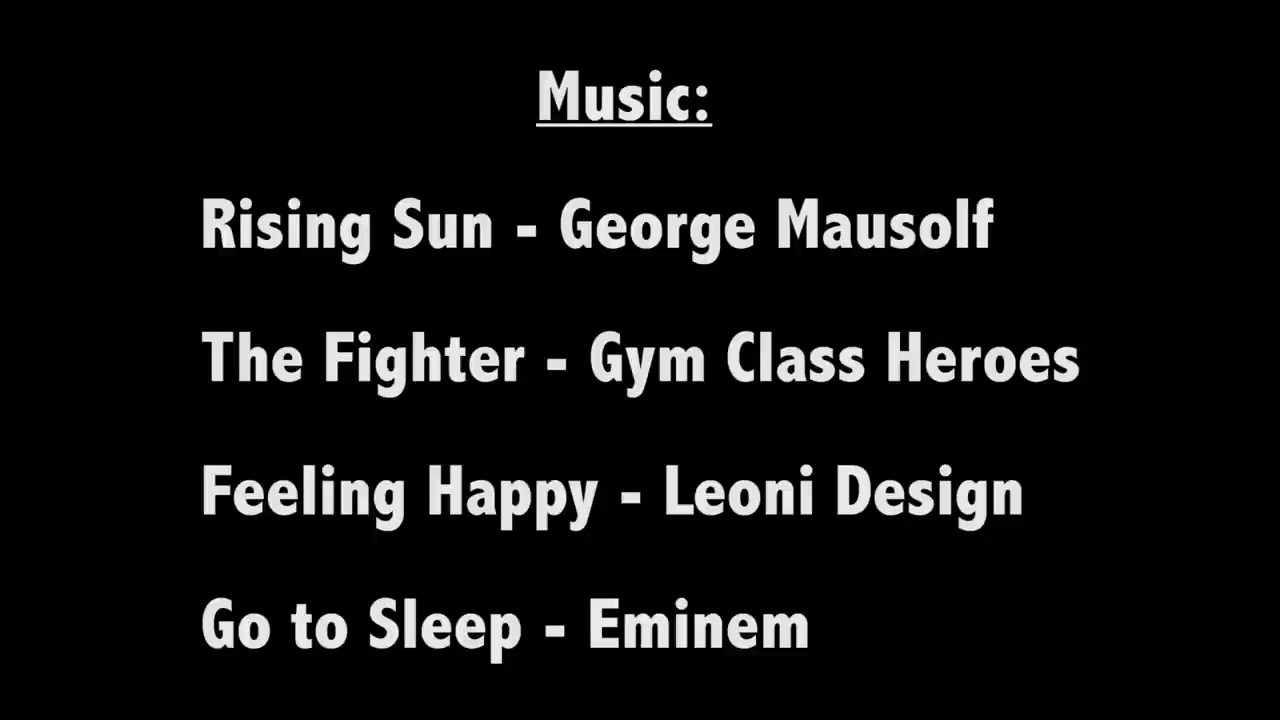 Music:
Rising Sun - George Mausolf
The Fighter - Gym Class Heroes
Feeling Happy - Leoni Design
Go to Sleep - Eminem